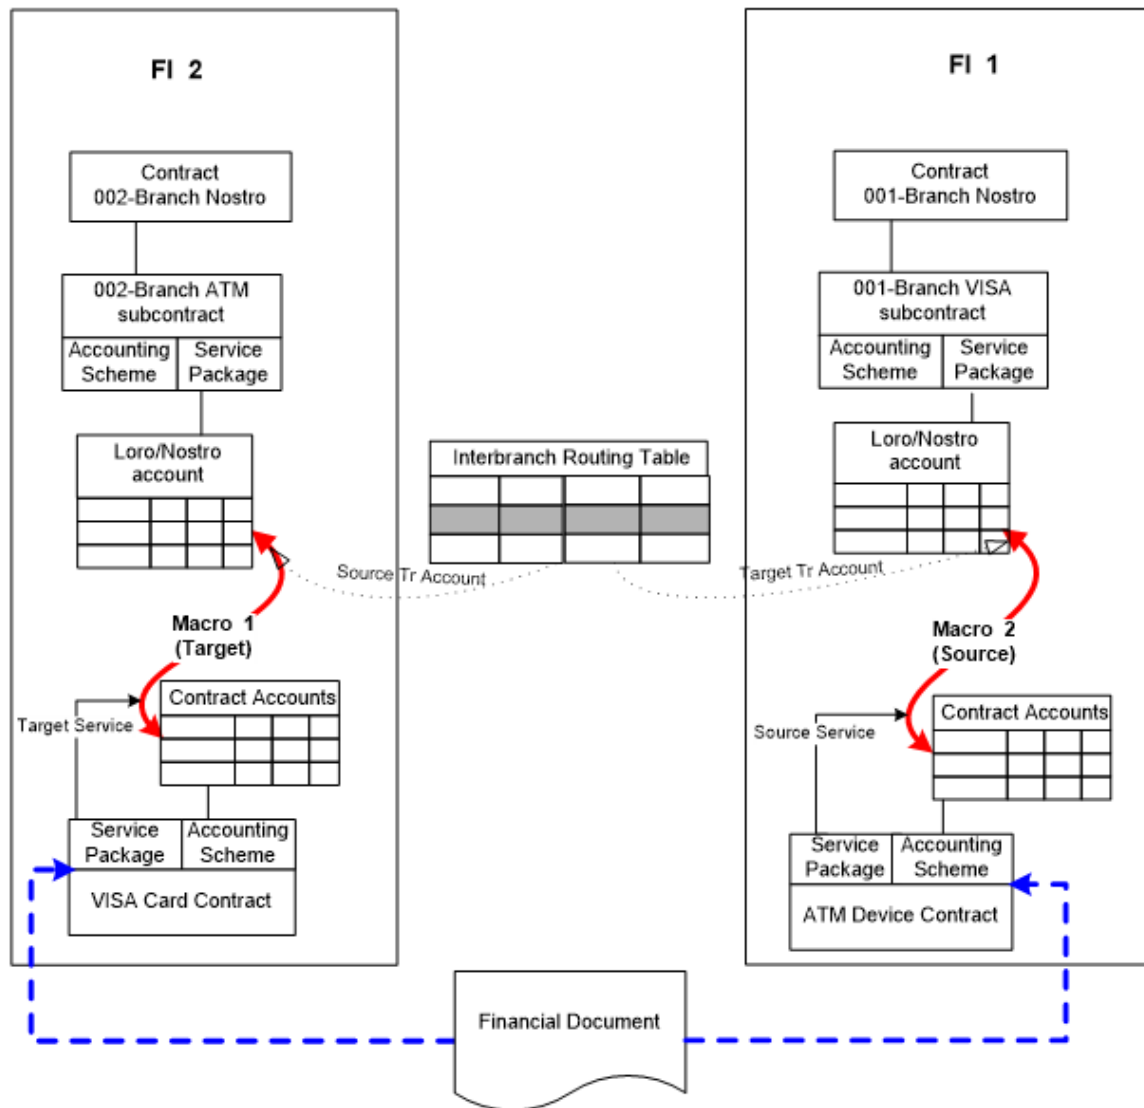 FI 2
Contract
002-Branch Nostro
002-Branch ATM
subcontract
Accounting
Scheme
Service
Package
Loro/Nostro
account
Macro 1
(Target)
Contract Accounts
Target Service
Service
Package
Accounting
Scheme
VISA Card Contract
Interbranch Routing Table
Source Tr Account
Target Tr Account
FI 1
Contract
001-Branch Nostro
001-Branch VISA
subcontract
Accounting
Scheme
Service
Package
Loro/Nostro
account
Macro 2
(Source)
Contract Accounts
Source Service
Service
Package
Accounting
Scheme
ATM Device Contract
Financial Document